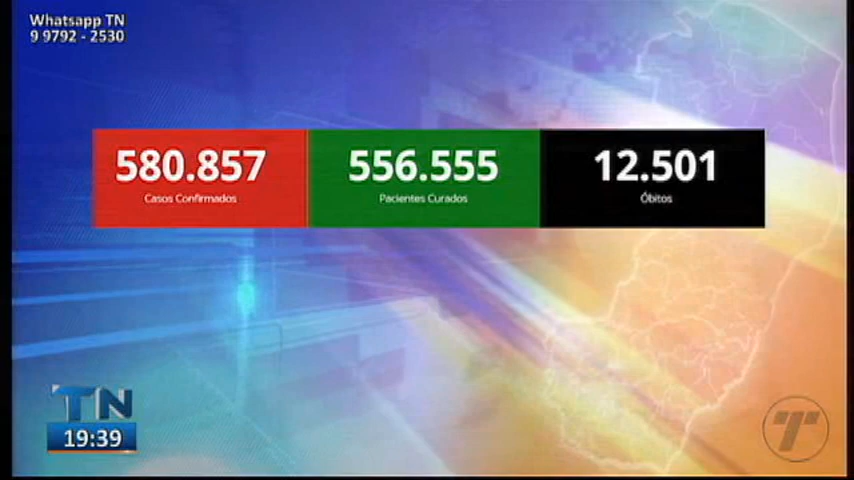 Whatsapp TN
9 9792 - 2530
580.857
Casos Confirmados
556.555
Pacientes Curados
12.501
Óbitos
TN
19:39
T